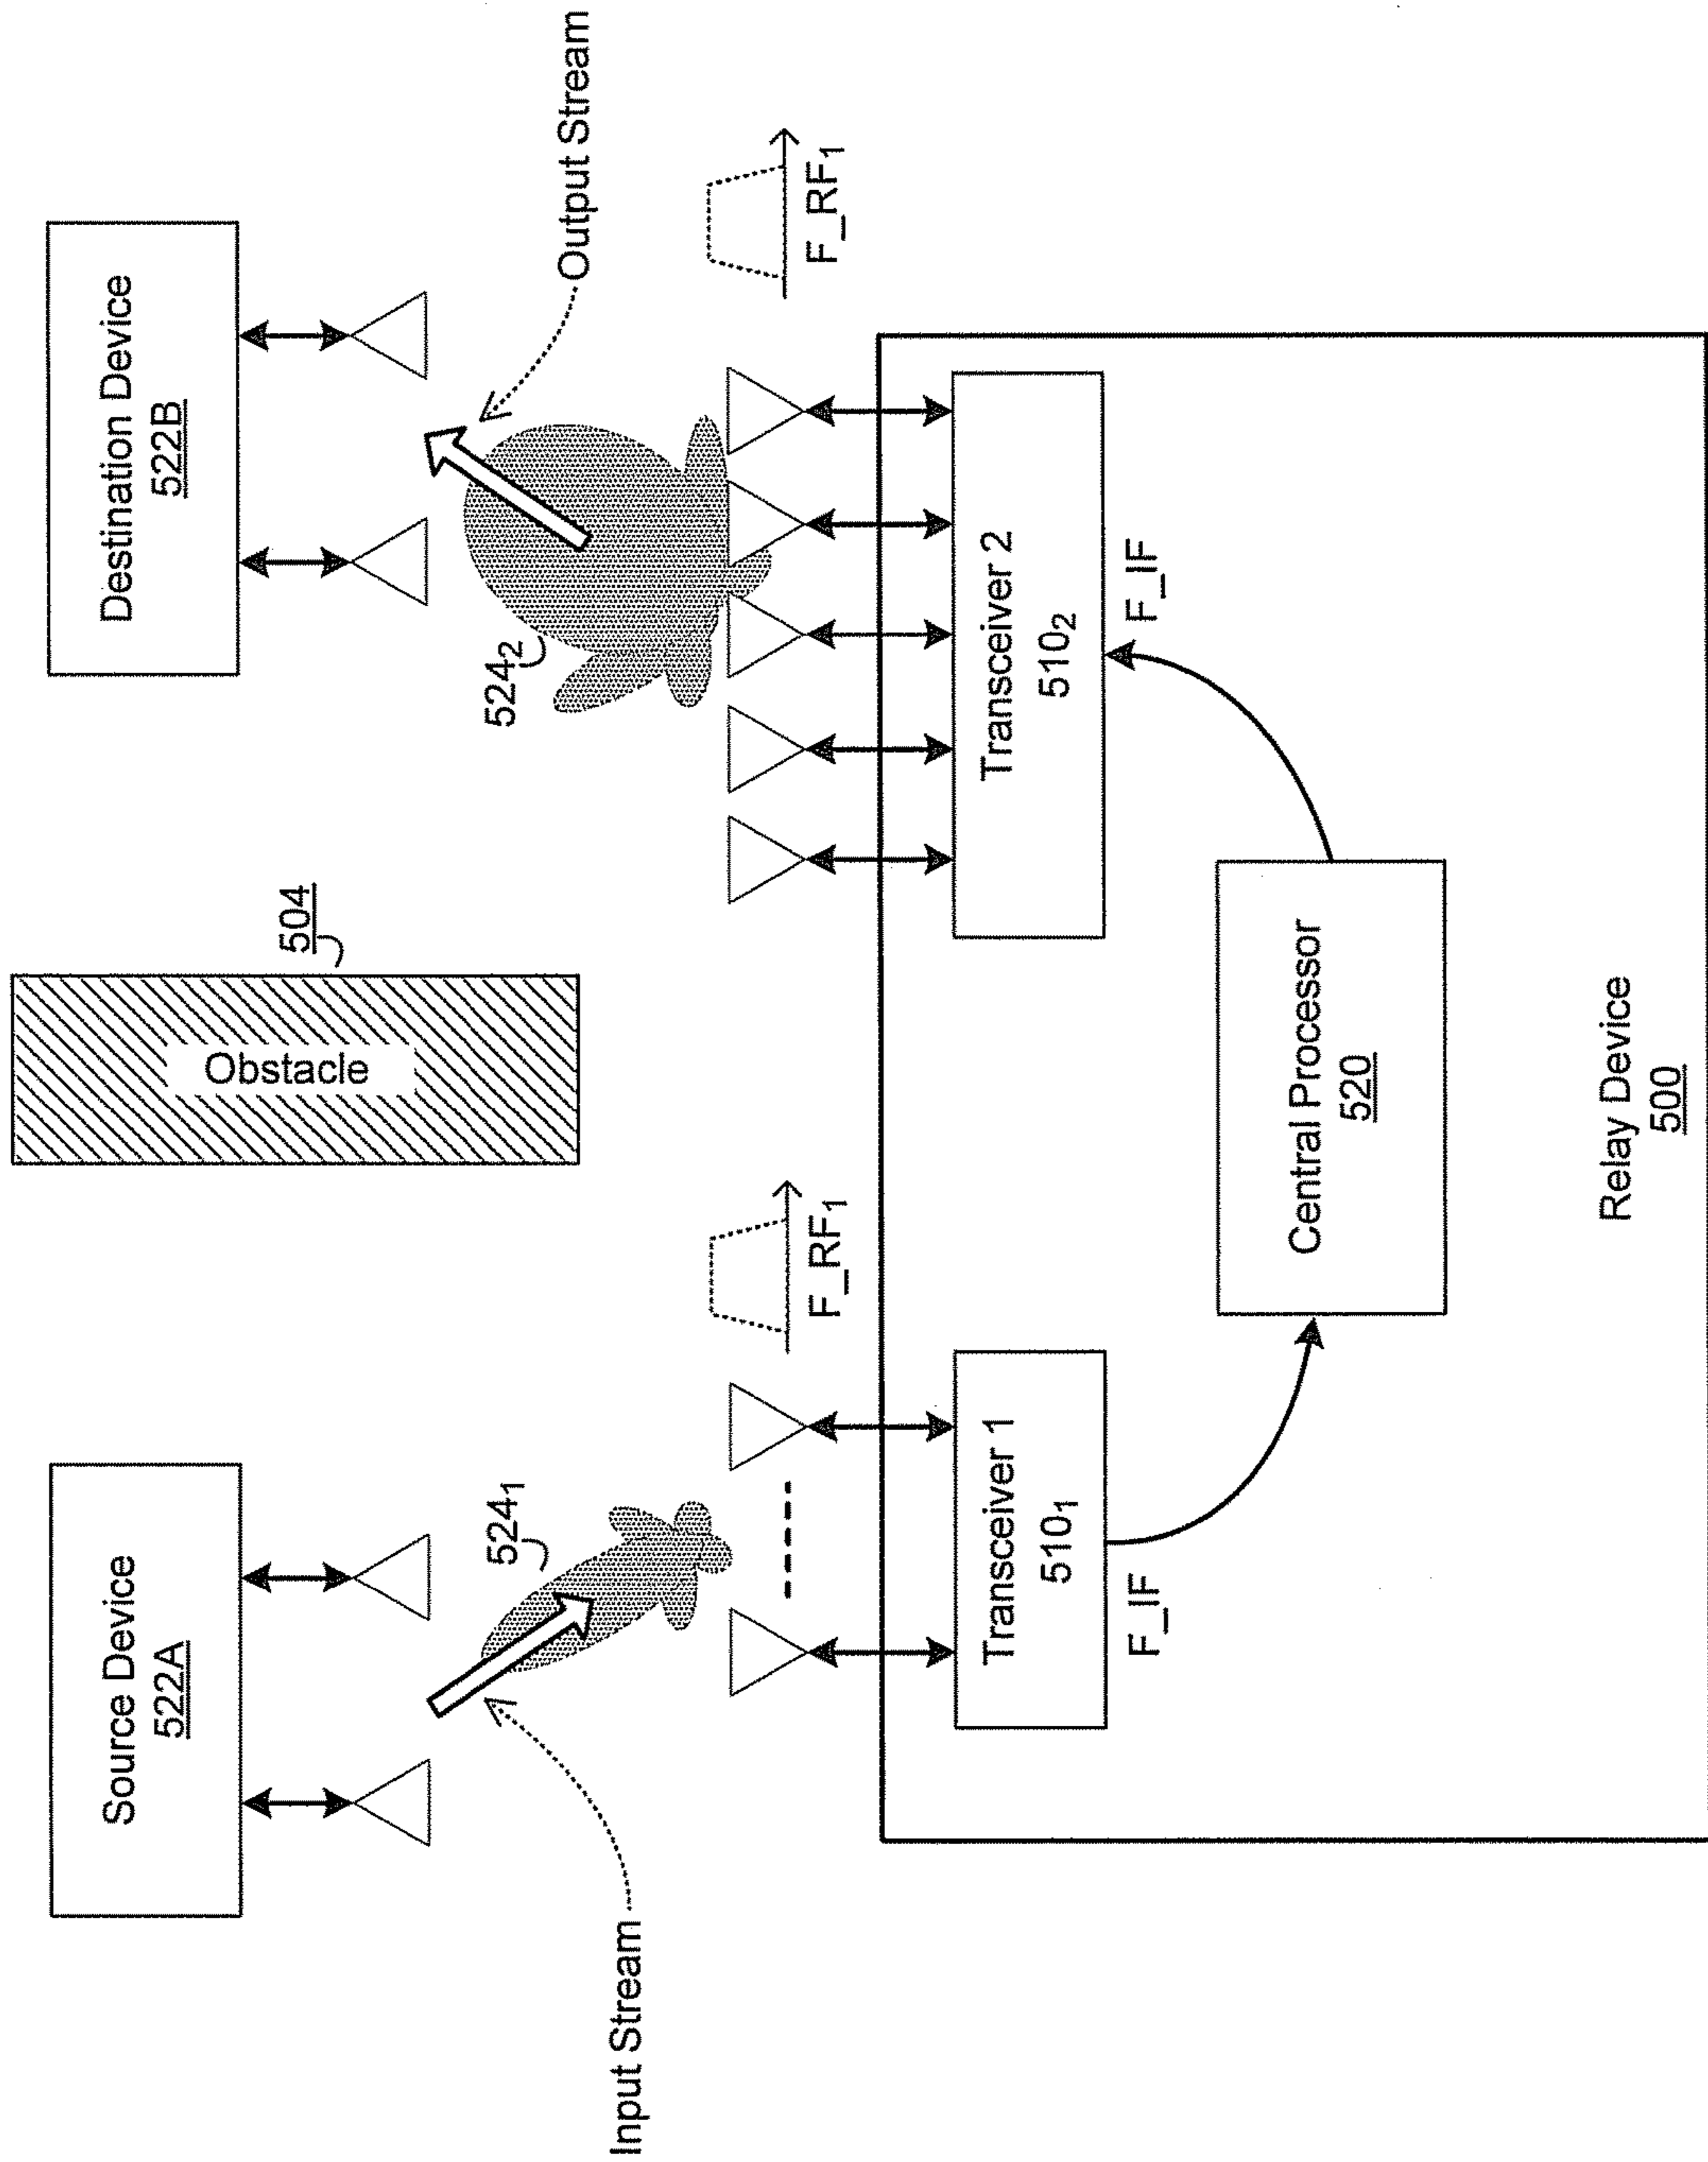 Source Device
522A
Obstacle
504
Destination Device
522B
Input Stream
524₁
524₂
Output Stream
F_RF₁
F_RF₁
Transceiver 1
510₁
Transceiver 2
510₂
F_IF
F_IF
Central Processor
520
Relay Device
500